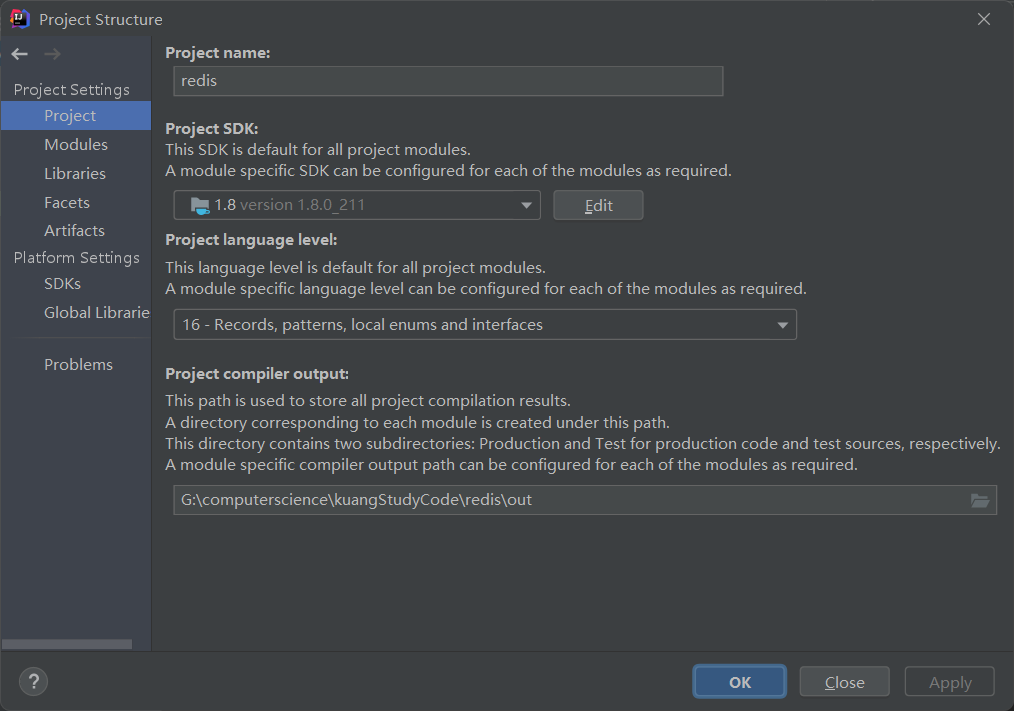 Project Structure
Project Settings
Project
Modules
Libraries
Facets
Artifacts
Platform Settings
SDKs
Global Librarie
Problems
Project name:
redis
Project SDK:
This SDK is default for all project modules.
A module specific SDK can be configured for each of the modules as required.
1.8 version 1.8.0_211
Edit
Project language level:
This language level is default for all project modules.
A module specific language level can be configured for each of the modules as required.
16 - Records, patterns, local enums and interfaces
Project compiler output:
This path is used to store all project compilation results.
A directory corresponding to each module is created under this path.
This directory contains two subdirectories: Production and Test for production code and test sources, respectively.
A module specific compiler output path can be configured for each of the modules as required.
G:\computerscience\kuangStudyCode\redis\out
?
OK
Close
Apply